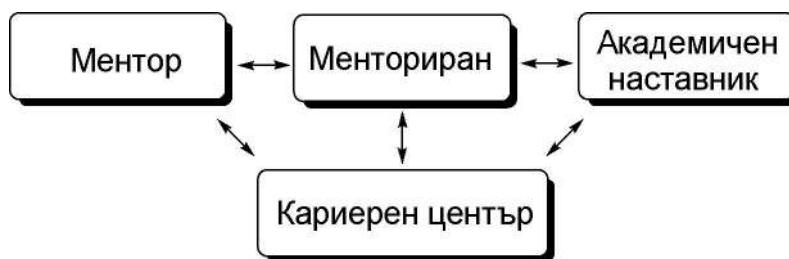 Ментор
Менториран
Академичен
наставник
Кариерен център